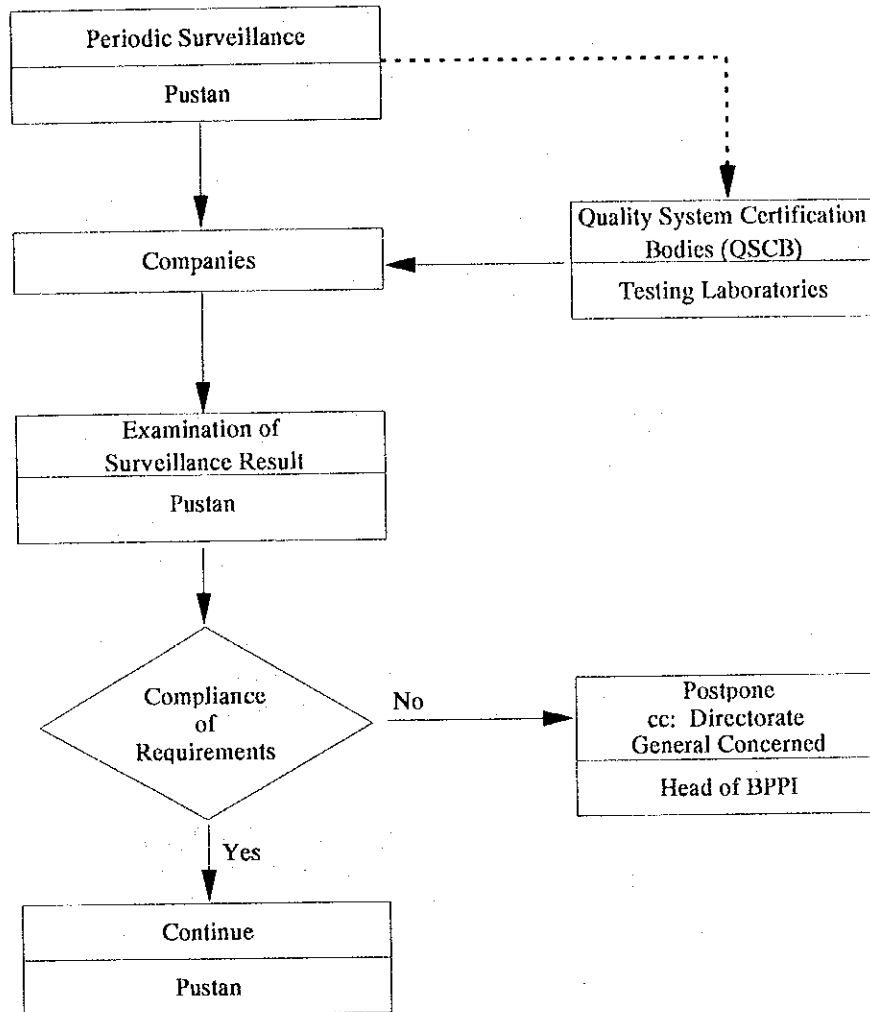 Periodic Surveillance
Pustan
Quality System Certification
Bodies (QSCB)
Testing Laboratories
Companies
Examination of
Surveillance Result
Pustan
Compliance
of
Requirements
No
Postpone
cc: Directorate
General Concerned
Head of BPPI
Yes
Continue
Pustan